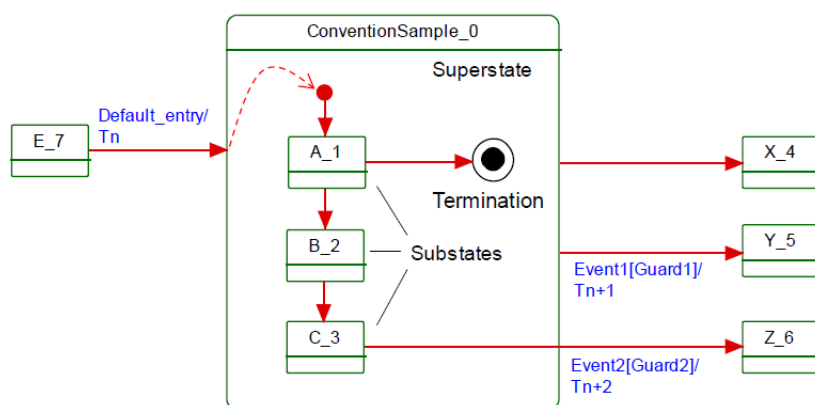 ConventionSample_0
Superstate
Default_entry/
Tn
E_7
A_1
X_4
Termination
B_2
Substates
Y_5
Event1[Guard1]/
Tn+1
C_3
Z_6
Event2[Guard2]/
Tn+2